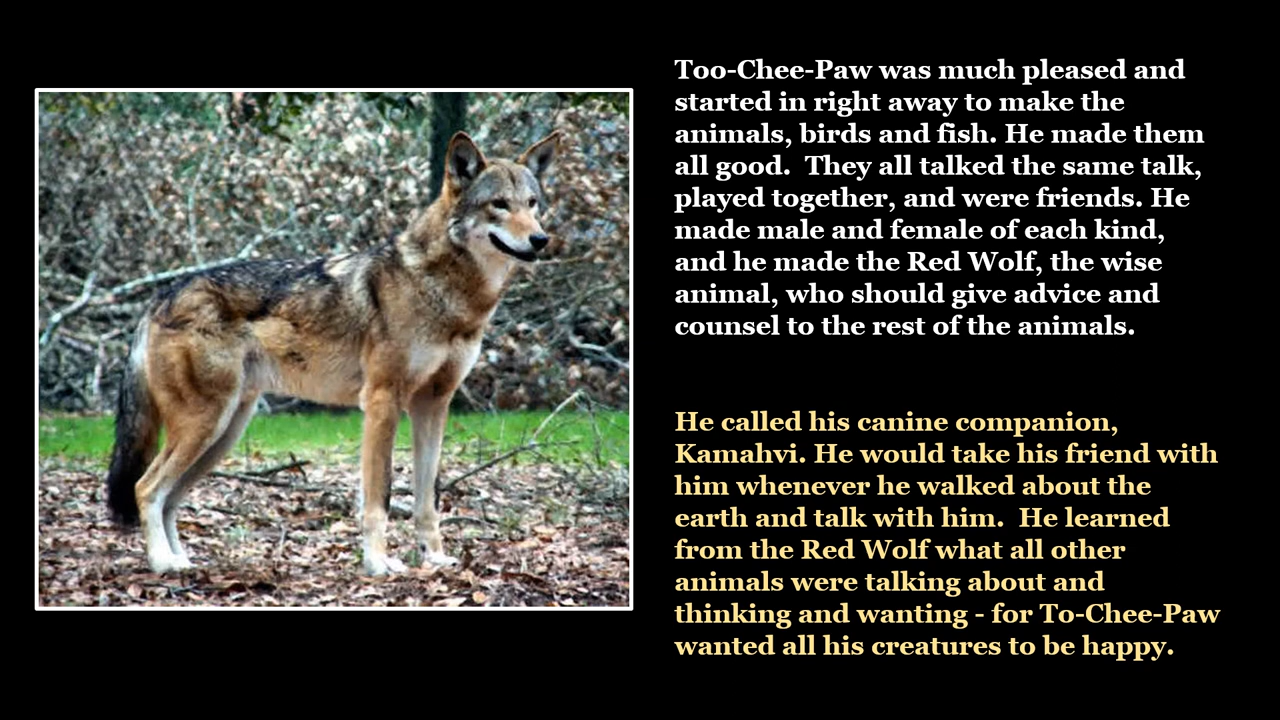 Too-Chee-Paw was much pleased and
started in right away to make the
animals, birds and fish. He made them
all good.  They all talked the same talk,
played together, and were friends. He
made male and female of each kind,
and he made the Red Wolf, the wise
animal, who should give advice and
counsel to the rest of the animals.
He called his canine companion,
Kamahvi. He would take his friend with
him whenever he walked about the
earth and talk with him.  He learned
from the Red Wolf what all other
animals were talking about and
thinking and wanting - for To-Chee-Paw
wanted all his creatures to be happy.